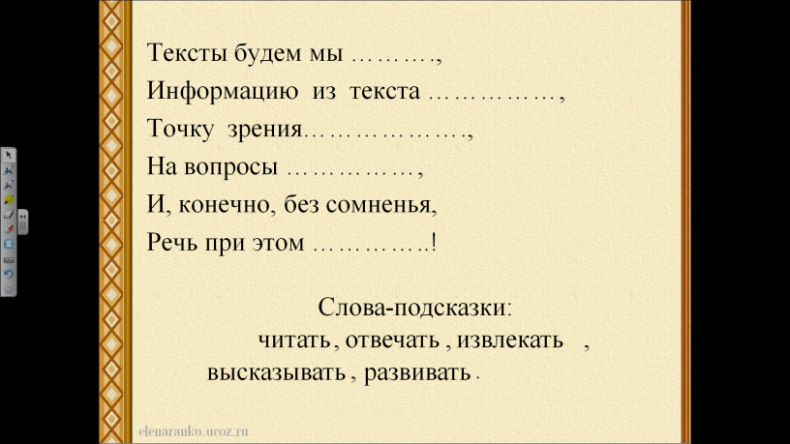 Тексты будем мы ……….,
Информацию из текста ……………,
Точку зрения……………….,
На вопросы ……………,
И, конечно, без сомненья,
Речь при этом …………..!
Слова-подсказки:
читать, отвечать, извлекать ,
высказывать, развивать.
elenaranko.ucoz.ru